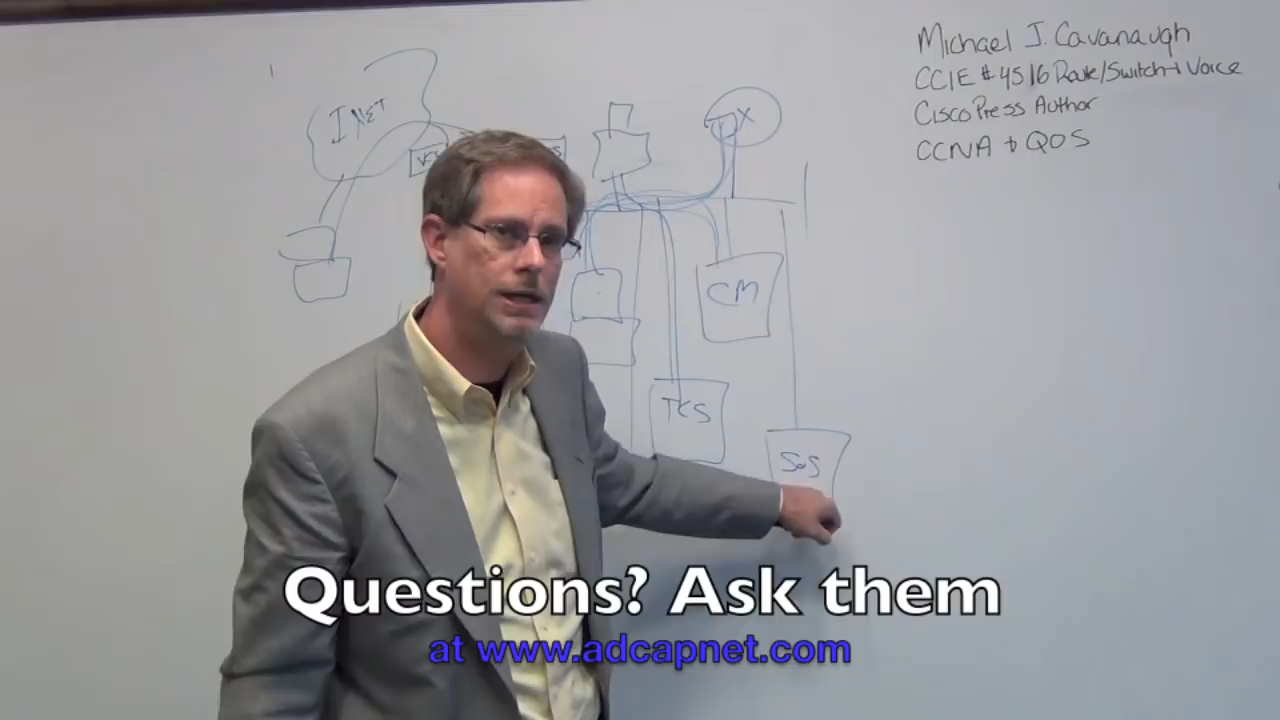 Michael J. Cavanaugh
CCIE #4516 Route/Switch + Voice
Cisco Press Author
CCNA + QOS
INET
X
CM
TCS
Questions? Ask them
at www.adcapnet.com